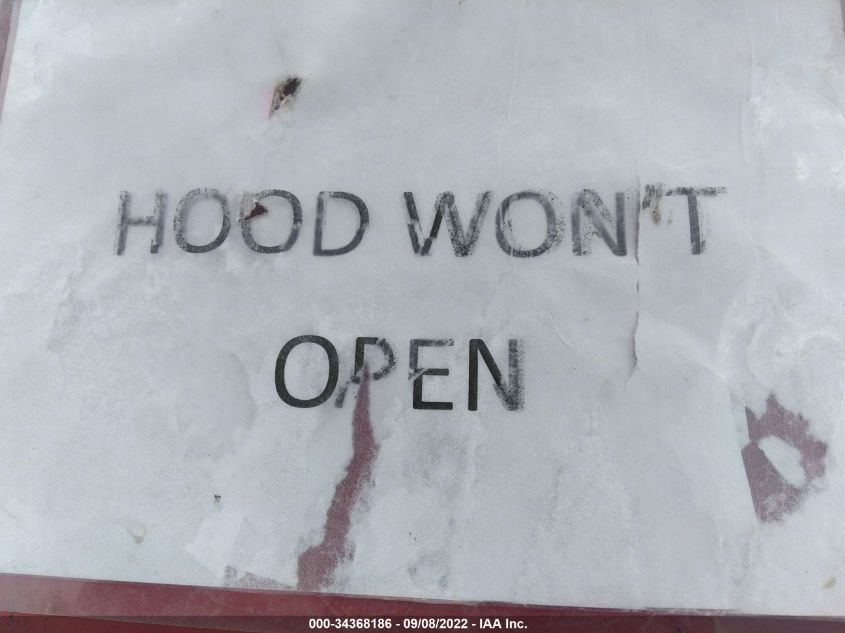 HOOD WON'T
OPEN
000-34368186 - 09/08/2022 - IAA Inc.